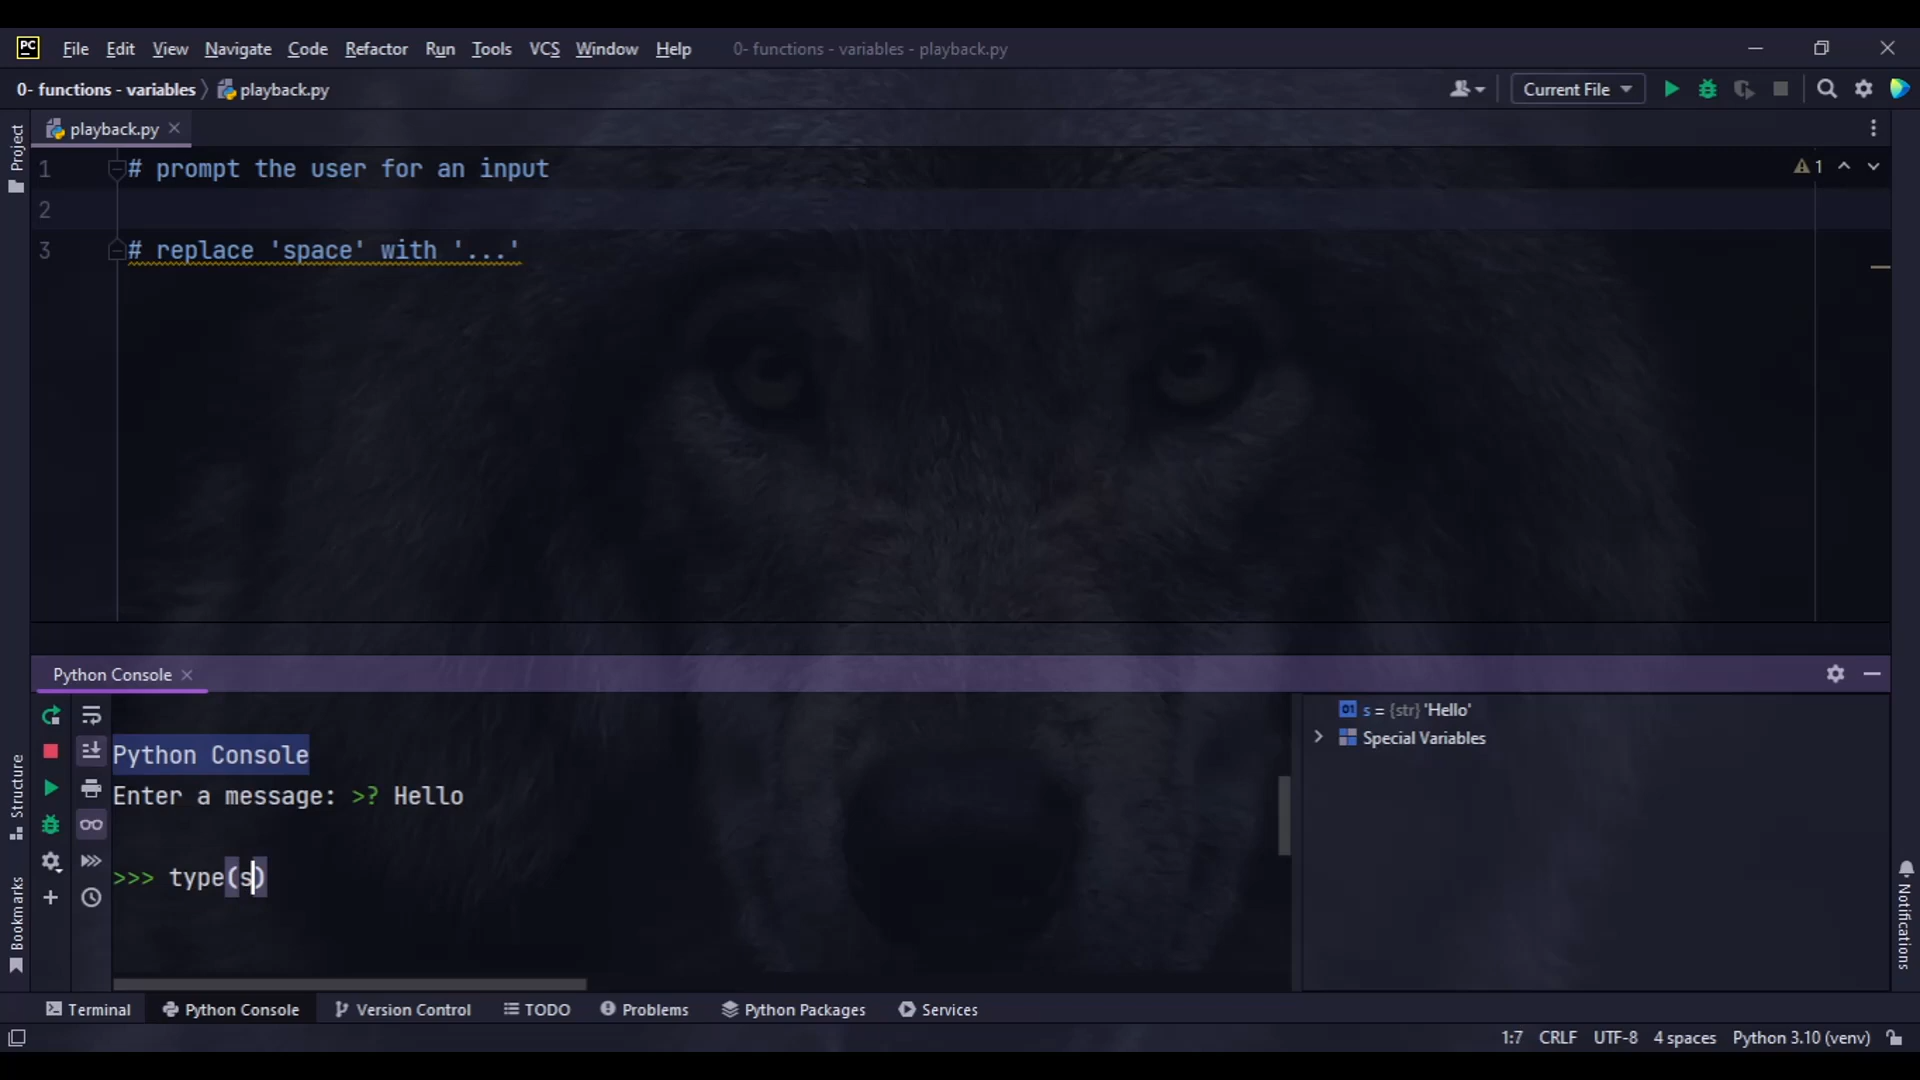 PC File Edit View Navigate Code Refactor Run Tools VCS Window Help 0- functions - variables - playback.py
0- functions - variables playback.py Current File
playback.py
Project
1 # prompt the user for an input
1
2
3 # replace 'space' with '...'
Python Console
Python Console
Enter a message: >? Hello
>>> type(s)
01 s = {str} 'Hello'
Special Variables
Structure
Bookmarks
Notifications
Terminal Python Console Version Control TODO Problems Python Packages Services
1:7 CRLF UTF-8 4 spaces Python 3.10 (venv)